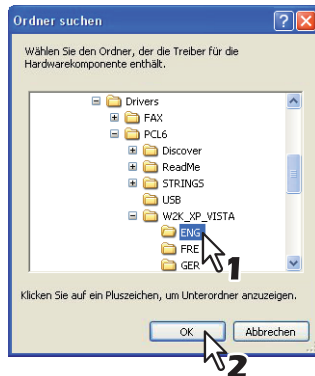 Ordner suchen
Wählen Sie den Ordner, der die Treiber für die
Hardwarekomponente enthält.
Drivers
FAX
PCL6
Discover
ReadMe
STRINGS
USB
W2K_XP_VISTA
ENG
FRE
GER
1
Klicken Sie auf ein Pluszeichen, um Unterordner anzuzeigen.
OK Abbrechen
2